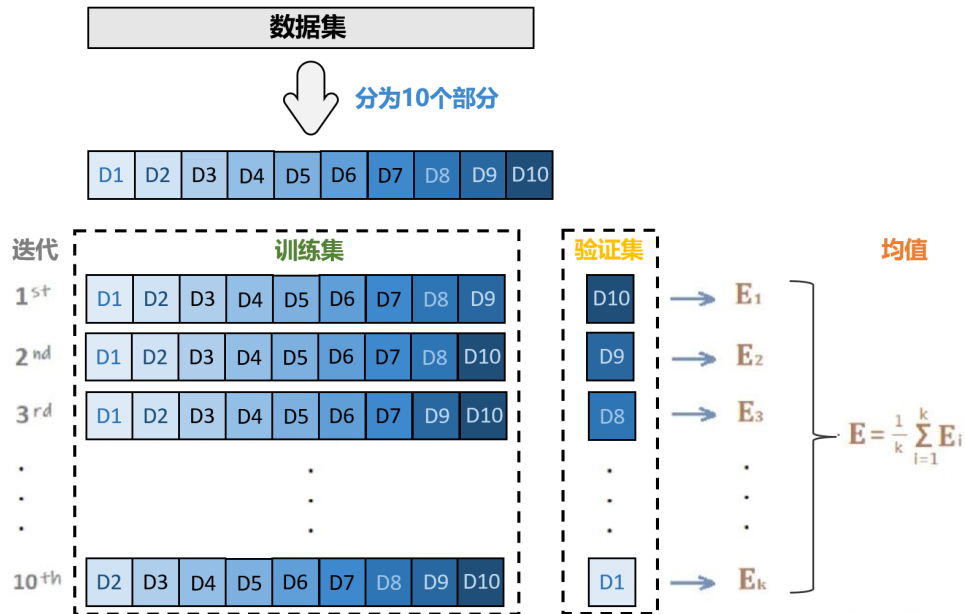 数据集
分为10个部分
D1 D2 D3 D4 D5 D6 D7 D8 D9 D10
迭代 训练集 验证集 均值
1st D1 D2 D3 D4 D5 D6 D7 D8 D9 D10 E1
2nd D1 D2 D3 D4 D5 D6 D7 D8 D10 D9 E2
3rd D1 D2 D3 D4 D5 D6 D7 D9 D10 D8 E3
E = 1/k ∑ i=1 k Ei
10th D2 D3 D4 D5 D6 D7 D8 D9 D10 D1 Ek